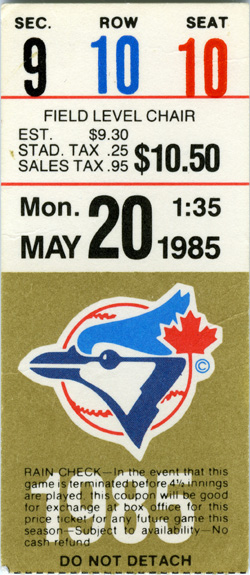 SEC. ROW SEAT
9 10 10
FIELD LEVEL CHAIR
EST. $9.30
STAD. TAX .25
SALES TAX .95 $10.50
Mon. 1:35
MAY 20 1985
©
RAIN CHECK—In the event that this
game is terminated before 4½ innings
are played. This coupon will be good
for exchange at box office for this
price ticket for any future game this
season—Subject to availability—No
cash refund
DO NOT DETACH